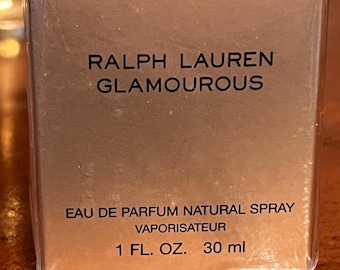 RALPH LAUREN
GLAMOUROUS
EAU DE PARFUM NATURAL SPRAY
VAPORISATEUR
1 FL. OZ. 30 ml